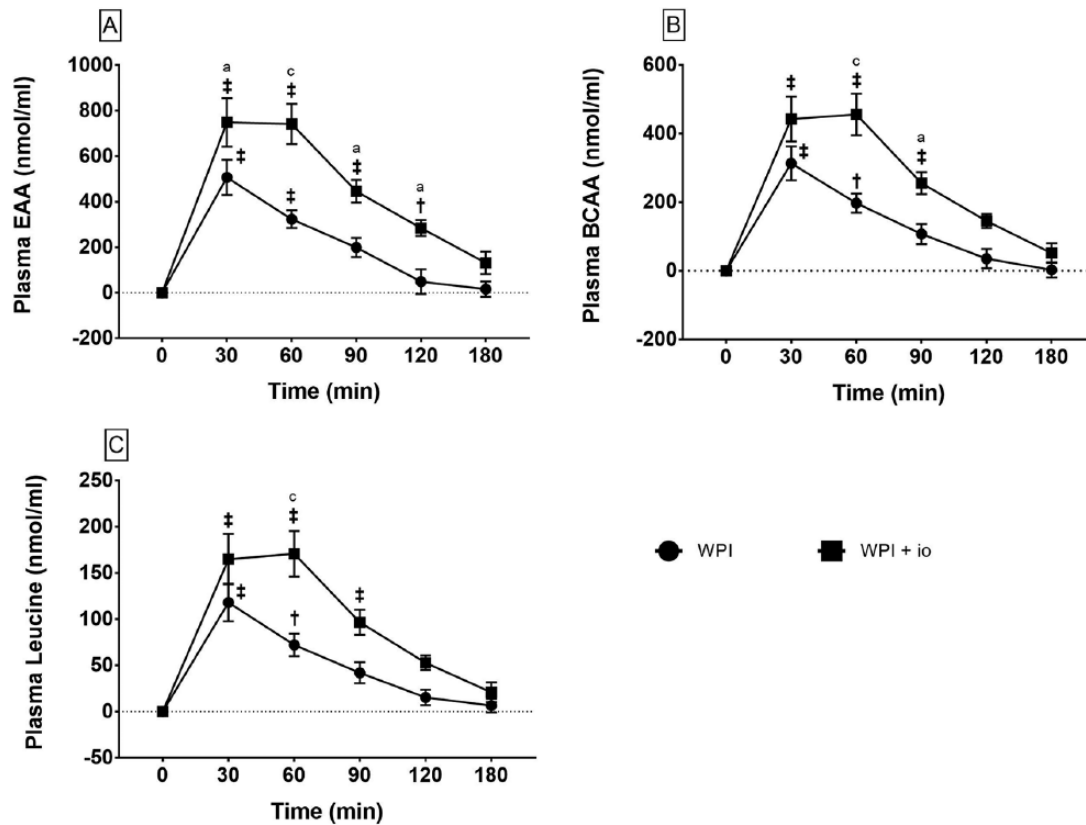 A
Plasma EAA (nmol/ml)
1000
800
600
400
200
0
-200
a
‡
c
‡
a
‡
a
†
‡
‡
0 30 60 90 120 180
Time (min)
B
Plasma BCAA (nmol/ml)
600
400
200
0
-200
‡
c
‡
a
‡
‡
†
0 30 60 90 120 180
Time (min)
C
Plasma Leucine (nmol/ml)
250
200
150
100
50
0
-50
‡
c
‡
‡
‡
†
0 30 60 90 120 180
Time (min)
WPI
WPI + io